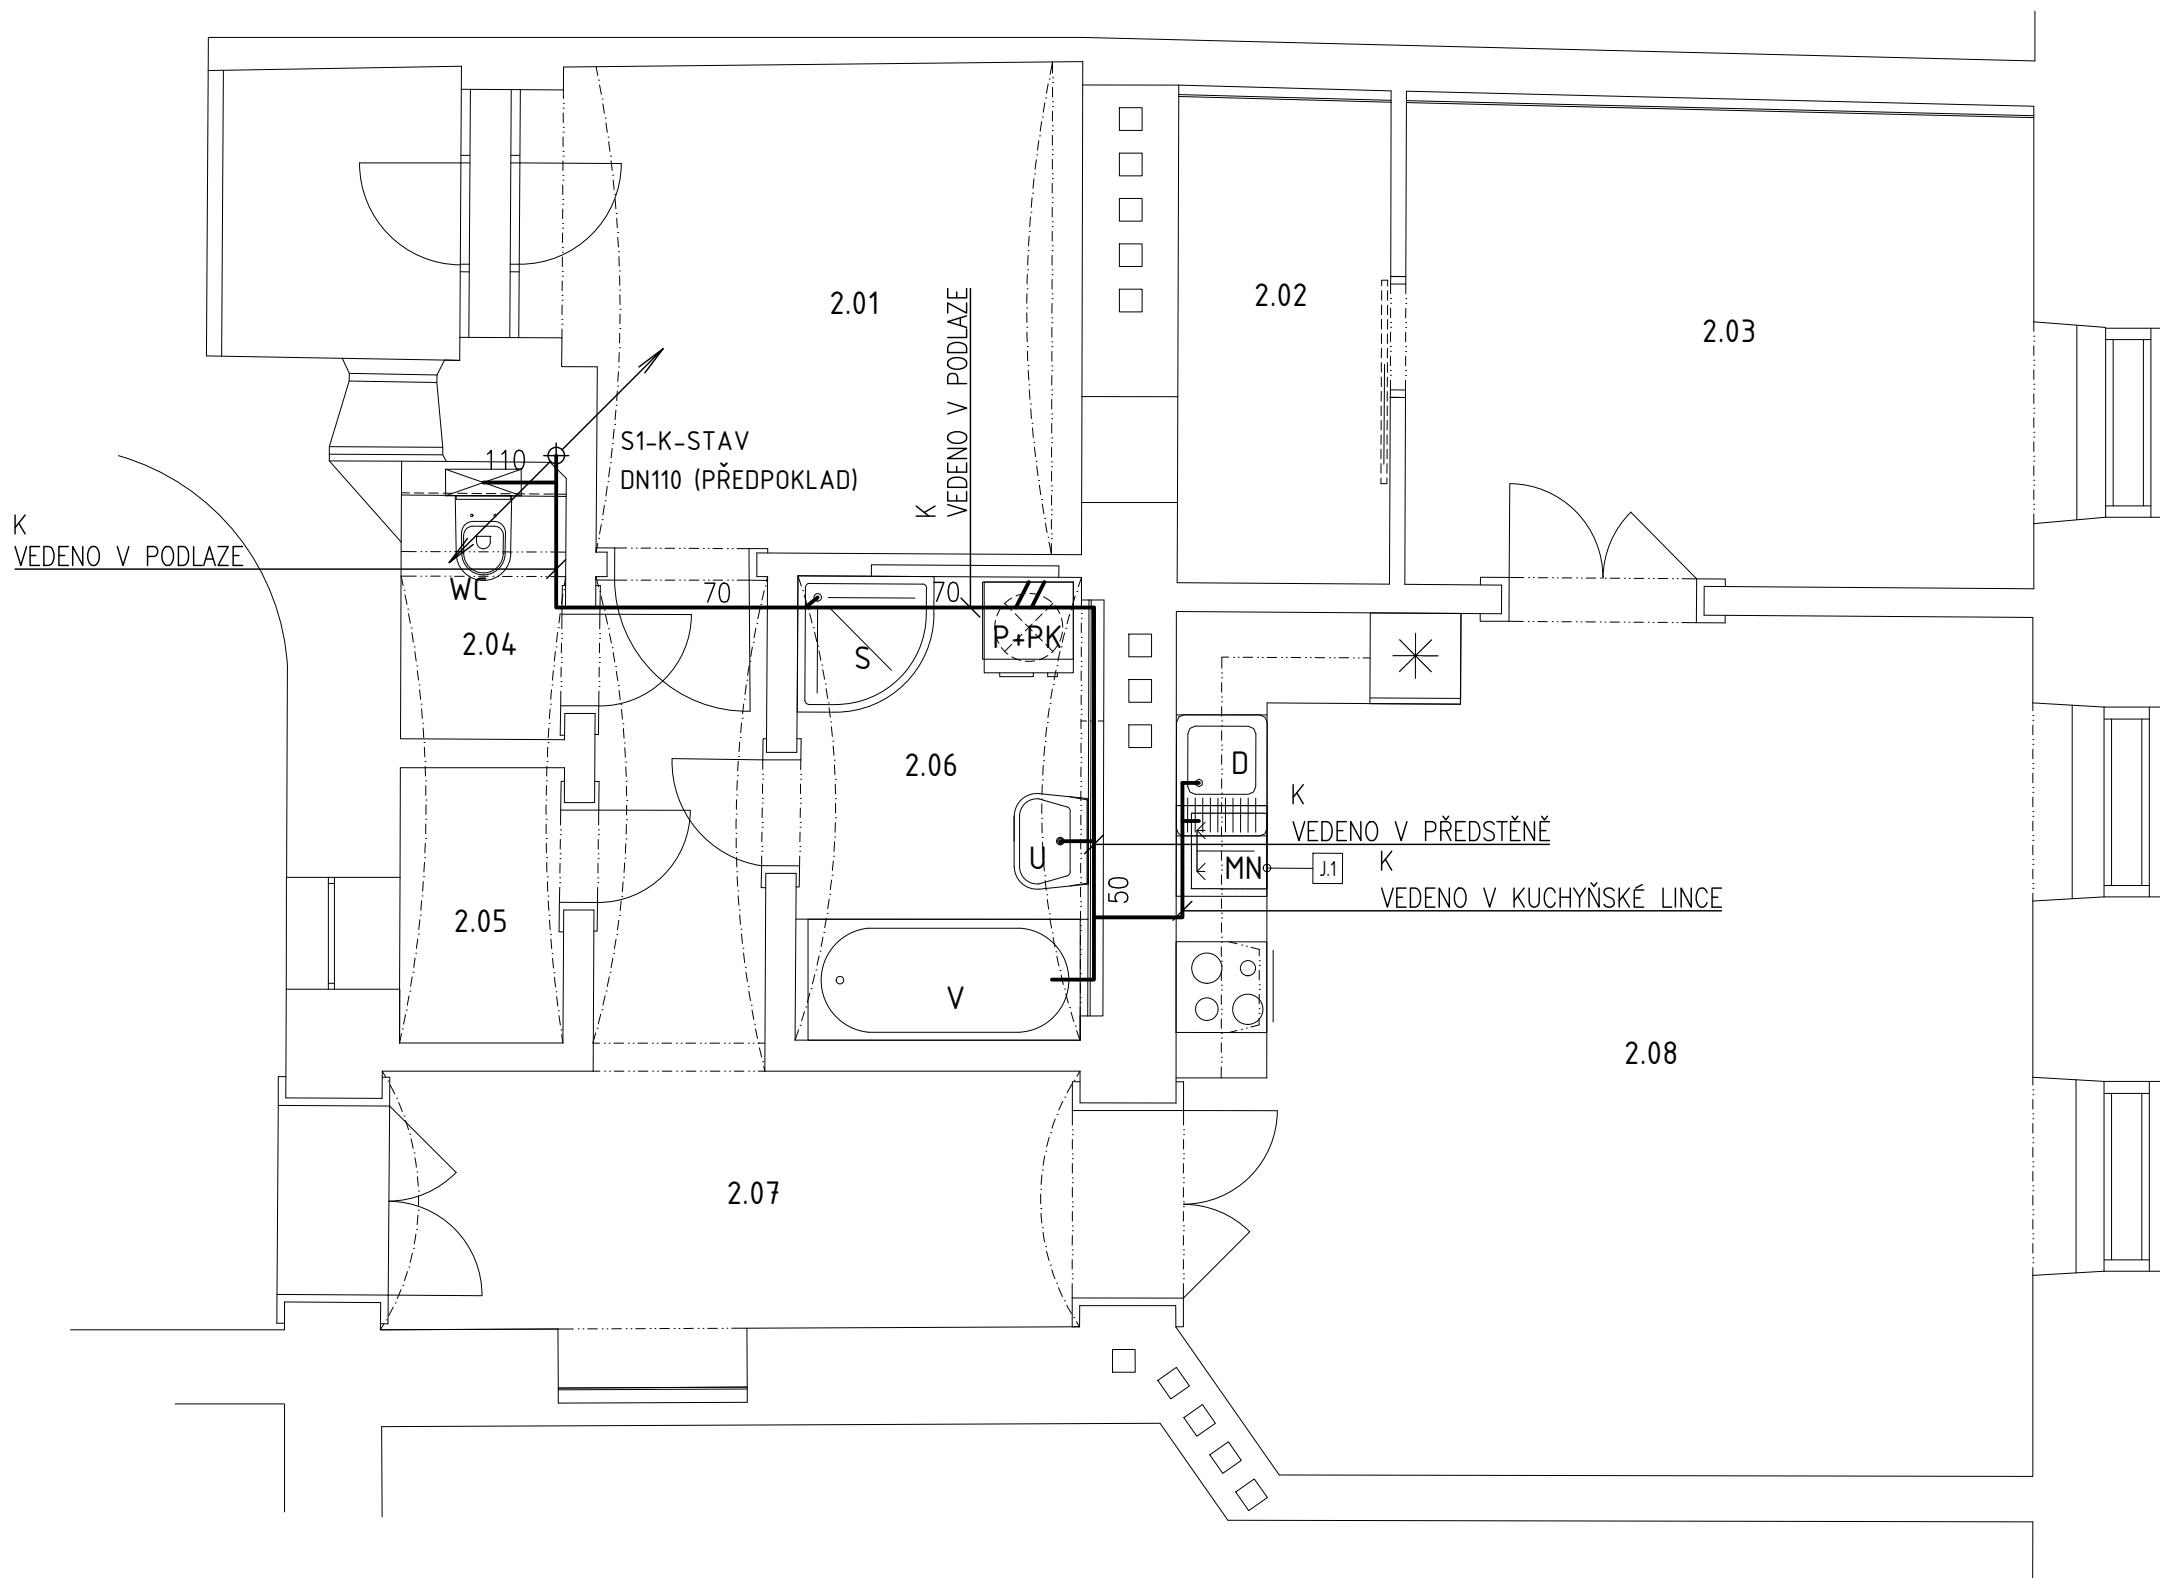 2.01
2.02
2.03
K
VEDENO V PODLAZE
S1-K-STAV
DN110 (PŘEDPOKLAD)
110
K
VEDENO V PODLAZE
WC
2.04
70
70
P+PK
S
2.06
D
K
VEDENO V PŘEDSTĚNĚ
U
MN
J.1
K
VEDENO V KUCHYŇSKÉ LINCE
50
2.05
V
2.08
2.07